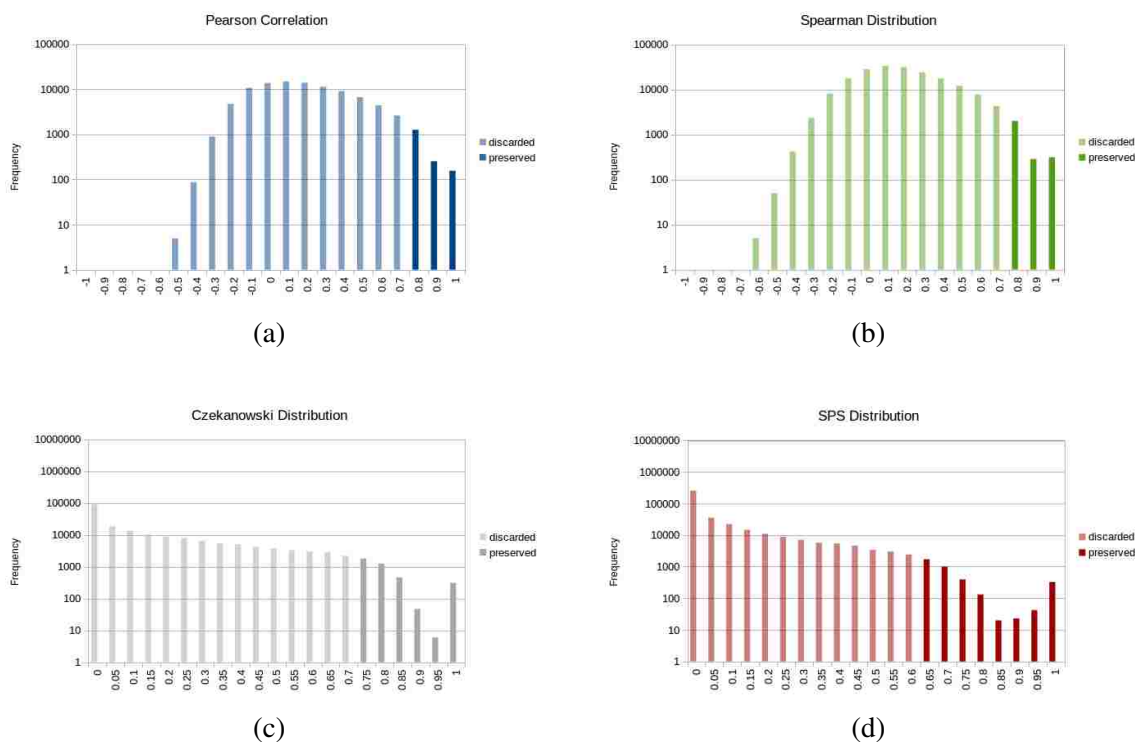 Pearson Correlation
100000
10000
1000
100
10
1
Frequency
-1 -0.9 -0.8 -0.7 -0.6 -0.5 -0.4 -0.3 -0.2 -0.1 0 0.1 0.2 0.3 0.4 0.5 0.6 0.7 0.8 0.9 1
discarded
preserved
(a)
Spearman Distribution
100000
10000
1000
100
10
1
Frequency
-1 -0.9 -0.8 -0.7 -0.6 -0.5 -0.4 -0.3 -0.2 -0.1 0 0.1 0.2 0.3 0.4 0.5 0.6 0.7 0.8 0.9 1
discarded
preserved
(b)
Czekanowski Distribution
10000000
1000000
100000
10000
1000
100
10
1
Frequency
0 0.05 0.1 0.15 0.2 0.25 0.3 0.35 0.4 0.45 0.5 0.55 0.6 0.65 0.7 0.75 0.8 0.85 0.9 0.95 1
discarded
preserved
(c)
SPS Distribution
10000000
1000000
100000
10000
1000
100
10
1
Frequency
0 0.05 0.1 0.15 0.2 0.25 0.3 0.35 0.4 0.45 0.5 0.55 0.6 0.65 0.7 0.75 0.8 0.85 0.9 0.95 1
discarded
preserved
(d)